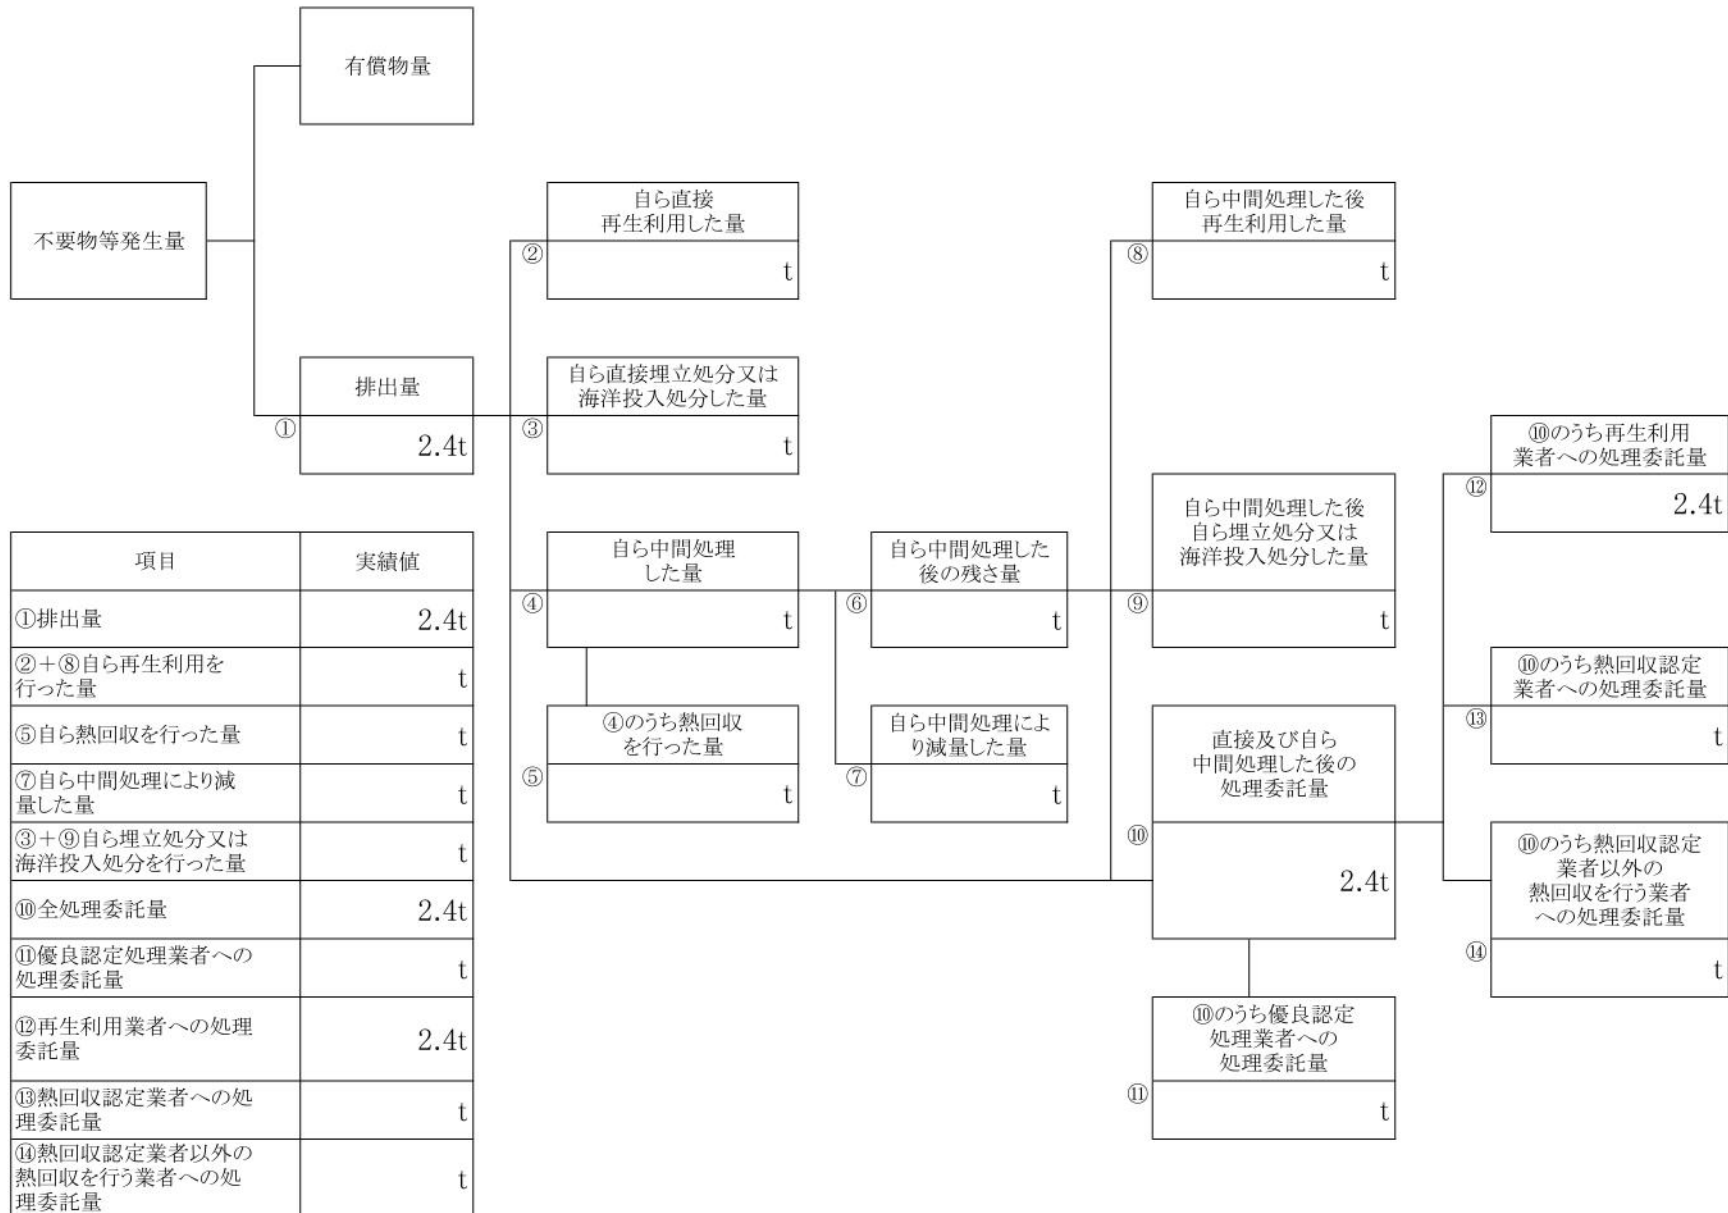 有償物量
不要物等発生量
自ら直接
再生利用した量
②
t
自ら中間処理した後
再生利用した量
⑧
t
排出量
①
2.4t
自ら直接埋立処分又は
海洋投入処分した量
③
t
⑩のうち再生利用
業者への処理委託量
⑫
2.4t
自ら中間処理
した量
④
t
自ら中間処理した
後の残さ量
⑥
t
自ら中間処理した後
自ら埋立処分又は
海洋投入処分した量
⑨
t
⑩のうち熱回収認定
業者への処理委託量
⑬
t
④のうち熱回収
を行った量
⑤
t
自ら中間処理によ
り減量した量
⑦
t
直接及び自ら
中間処理した後の
処理委託量
⑩
2.4t
⑩のうち熱回収認定
業者以外の
熱回収を行う業者
への処理委託量
⑭
t
⑩のうち優良認定
処理業者への
処理委託量
⑪
t
項目 実績値
①排出量 2.4t
②+⑧自ら再生利用を
行った量 t
⑤自ら熱回収を行った量 t
⑦自ら中間処理により減
量した量 t
③+⑨自ら埋立処分又は
海洋投入処分を行った量 t
⑩全処理委託量 2.4t
⑪優良認定処理業者への
処理委託量 t
⑫再生利用業者への処理
委託量 2.4t
⑬熱回収認定業者への処
理委託量 t
⑭熱回収認定業者以外の
熱回収を行う業者への処
理委託量 t